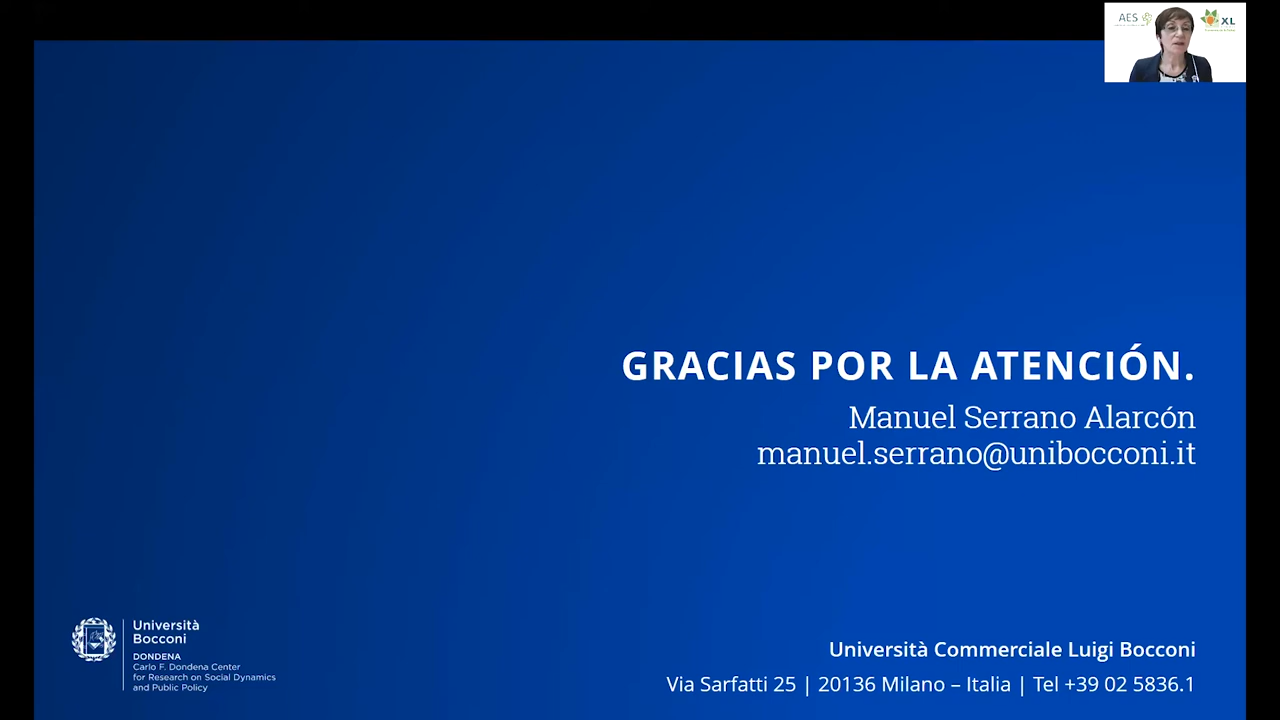 AES
XL
GRACIAS POR LA ATENCIÓN.
Manuel Serrano Alarcón
manuel.serrano@unibocconi.it
Università
Bocconi
DONDENA
Carlo F. Dondena Center
for Research on Social Dynamics
and Public Policy
Università Commerciale Luigi Bocconi
Via Sarfatti 25 | 20136 Milano – Italia | Tel +39 02 5836.1